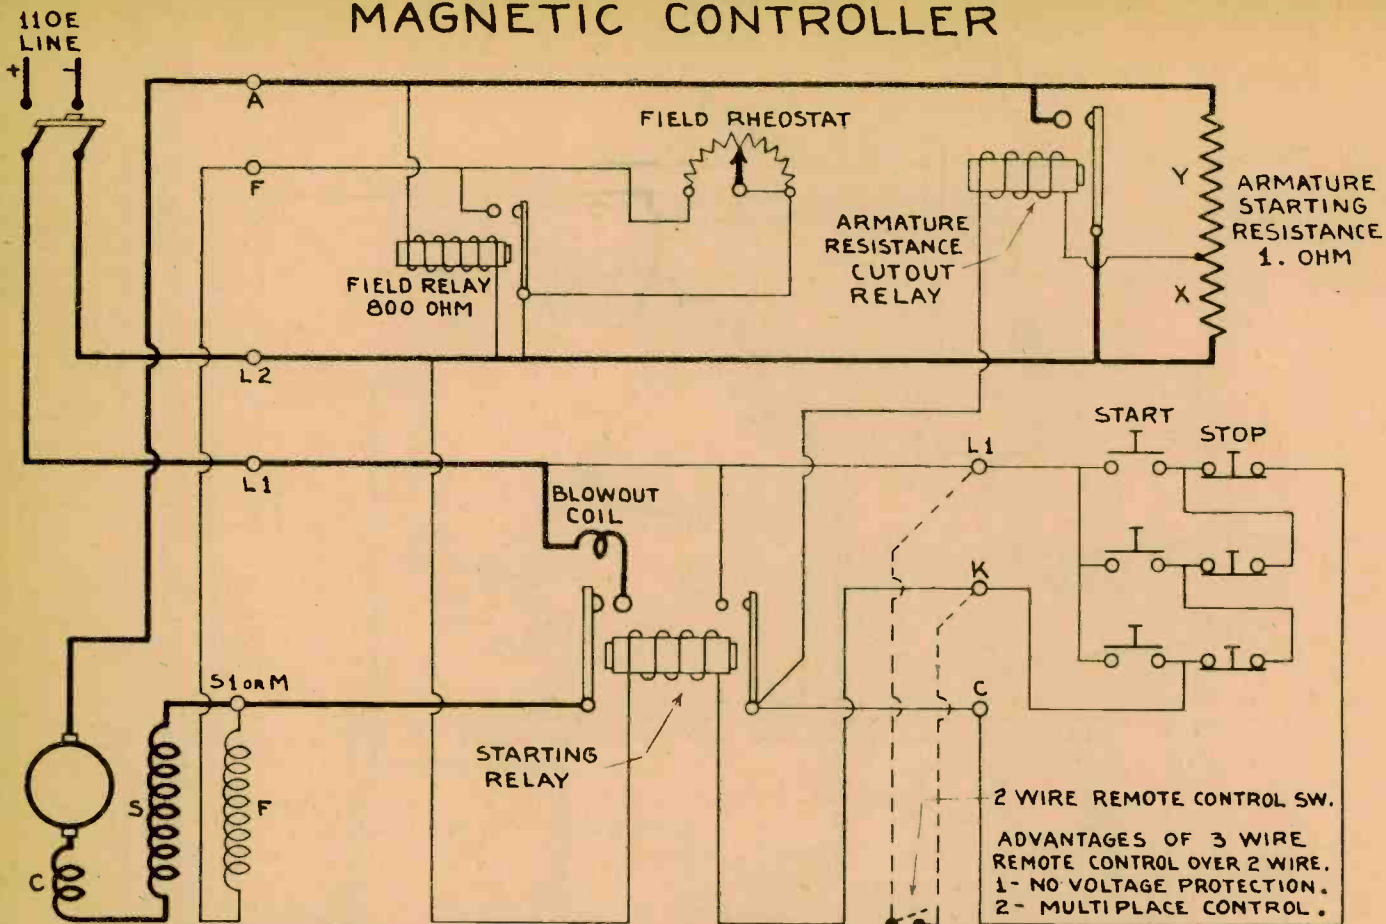 MAGNETIC CONTROLLER
110E
LINE
+ -
A
FIELD RHEOSTAT
F
Y
ARMATURE
STARTING
RESISTANCE
1. OHM
ARMATURE
RESISTANCE
CUTOUT
RELAY
FIELD RELAY
800 OHM
X
L2
START
STOP
L1
L1
BLOWOUT
COIL
K
S1 OR M
C
STARTING
RELAY
S
F
C
2 WIRE REMOTE CONTROL SW.
ADVANTAGES OF 3 WIRE
REMOTE CONTROL OVER 2 WIRE.
1- NO VOLTAGE PROTECTION.
2- MULTIPLACE CONTROL.